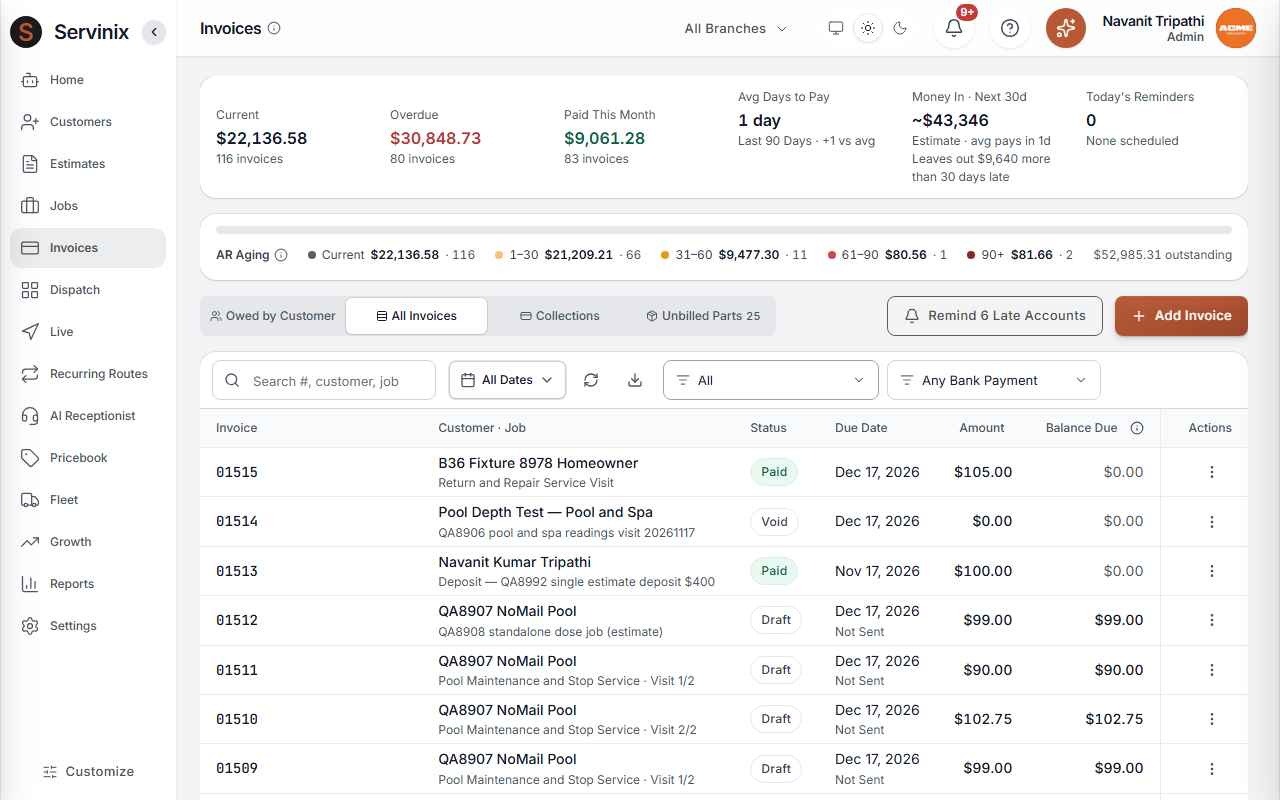 S Servinix
Home
Customers
Estimates
Jobs
Invoices
Dispatch
Live
Recurring Routes
AI Receptionist
Pricebook
Fleet
Growth
Reports
Settings
Customize
Invoices
All Branches
9+
Navanit Tripathi
Admin
ACME
Current
$22,136.58
116 invoices
Overdue
$30,848.73
80 invoices
Paid This Month
$9,061.28
83 invoices
Avg Days to Pay
1 day
Last 90 Days · +1 vs avg
Money In · Next 30d
~$43,346
Estimate · avg pays in 1d
Leaves out $9,640 more
than 30 days late
Today's Reminders
0
None scheduled
AR Aging Current $22,136.58 · 116 1–30 $21,209.21 · 66 31–60 $9,477.30 · 11 61–90 $80.56 · 1 90+ $81.66 · 2 $52,985.31 outstanding
Owed by Customer All Invoices Collections Unbilled Parts 25
Remind 6 Late Accounts
Add Invoice
Search #, customer, job All Dates All Any Bank Payment
Invoice Customer · Job Status Due Date Amount Balance Due Actions
01515 B36 Fixture 8978 Homeowner Paid Dec 17, 2026 $105.00 $0.00
Return and Repair Service Visit
01514 Pool Depth Test — Pool and Spa Void Dec 17, 2026 $0.00 $0.00
QA8906 pool and spa readings visit 20261117
01513 Navanit Kumar Tripathi Paid Nov 17, 2026 $100.00 $0.00
Deposit — QA8992 single estimate deposit $400
01512 QA8907 NoMail Pool Draft Dec 17, 2026 $99.00 $99.00
QA8908 standalone dose job (estimate) Not Sent
01511 QA8907 NoMail Pool Draft Dec 17, 2026 $90.00 $90.00
Pool Maintenance and Stop Service · Visit 1/2 Not Sent
01510 QA8907 NoMail Pool Draft Dec 17, 2026 $102.75 $102.75
Pool Maintenance and Stop Service · Visit 2/2 Not Sent
01509 QA8907 NoMail Pool Draft Dec 17, 2026 $99.00 $99.00
Pool Maintenance and Stop Service · Visit 1/2 Not Sent